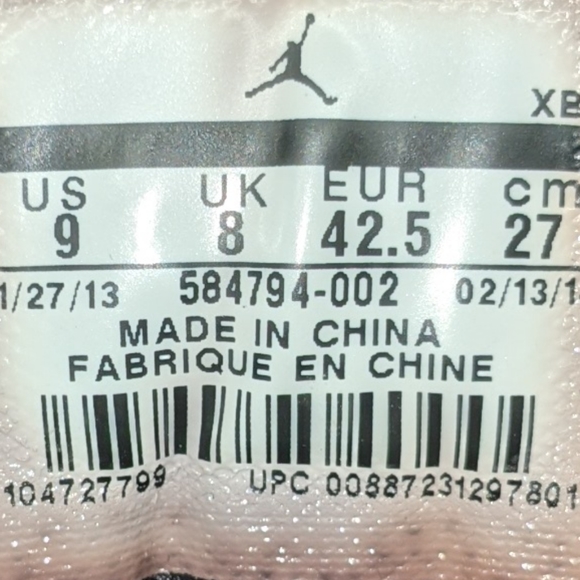 XB
US UK EUR cm
9 8 42.5 27
1/27/13 584794-002 02/13/1
MADE IN CHINA
FABRIQUE EN CHINE
104727799 UPC 00887231297801